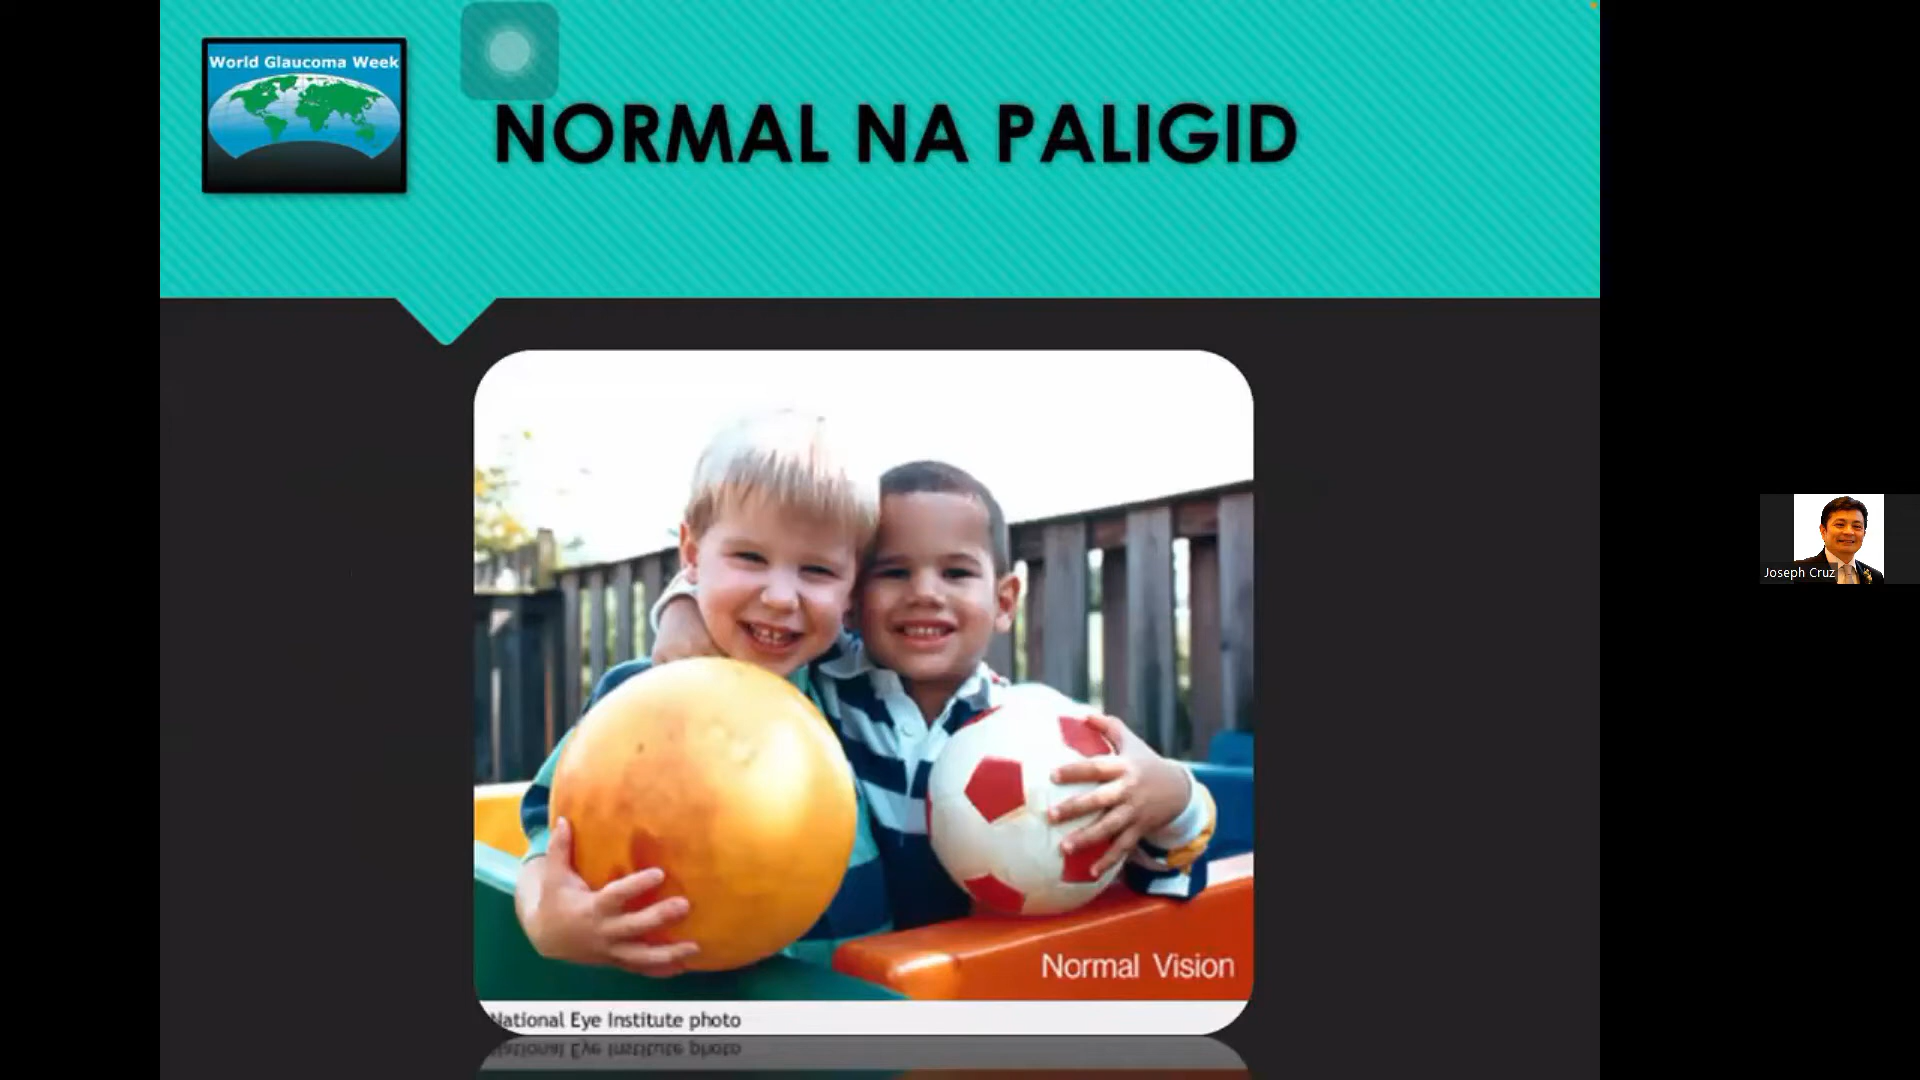 World Glaucoma Week
NORMAL NA PALIGID
Joseph Cruz
Normal Vision
National Eye Institute photo